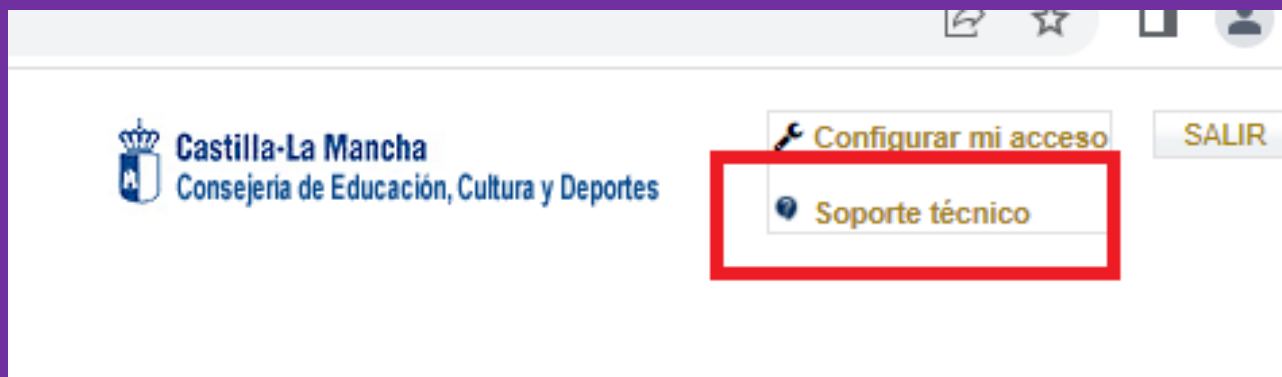 Castilla-La Mancha
Consejería de Educación, Cultura y Deportes
Configurar mi acceso
SALIR
Soporte técnico